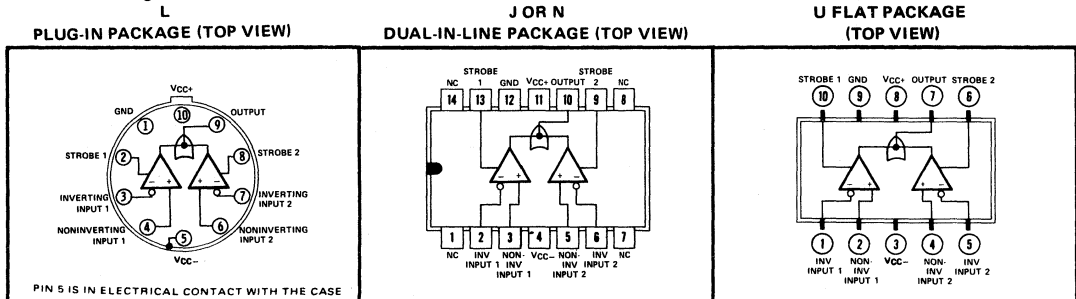 L
PLUG-IN PACKAGE (TOP VIEW)
VCC+
GND
OUTPUT
1
10
9
STROBE 1
2
8
STROBE 2
INVERTING
INPUT 1
3
7
INVERTING
INPUT 2
NONINVERTING
INPUT 1
4
5
6
NONINVERTING
INPUT 2
VCC−
− + + −
PIN 5 IS IN ELECTRICAL CONTACT WITH THE CASE
J OR N
DUAL-IN-LINE PACKAGE (TOP VIEW)
NC
STROBE
1
GND
VCC+
OUTPUT
STROBE
2
NC
14 13 12 11 10 9 8
− + + −
1 2 3 4 5 6 7
NC
INV
INPUT 1
NON-
INV
INPUT 1
VCC−
NON-
INV
INPUT 2
INV
INPUT 2
NC
U FLAT PACKAGE
(TOP VIEW)
STROBE 1 GND VCC+ OUTPUT STROBE 2
10 9 8 7 6
− + + −
1 2 3 4 5
INV
INPUT 1
NON-
INV
INPUT 1
VCC−
NON-
INV
INPUT 2
INV
INPUT 2